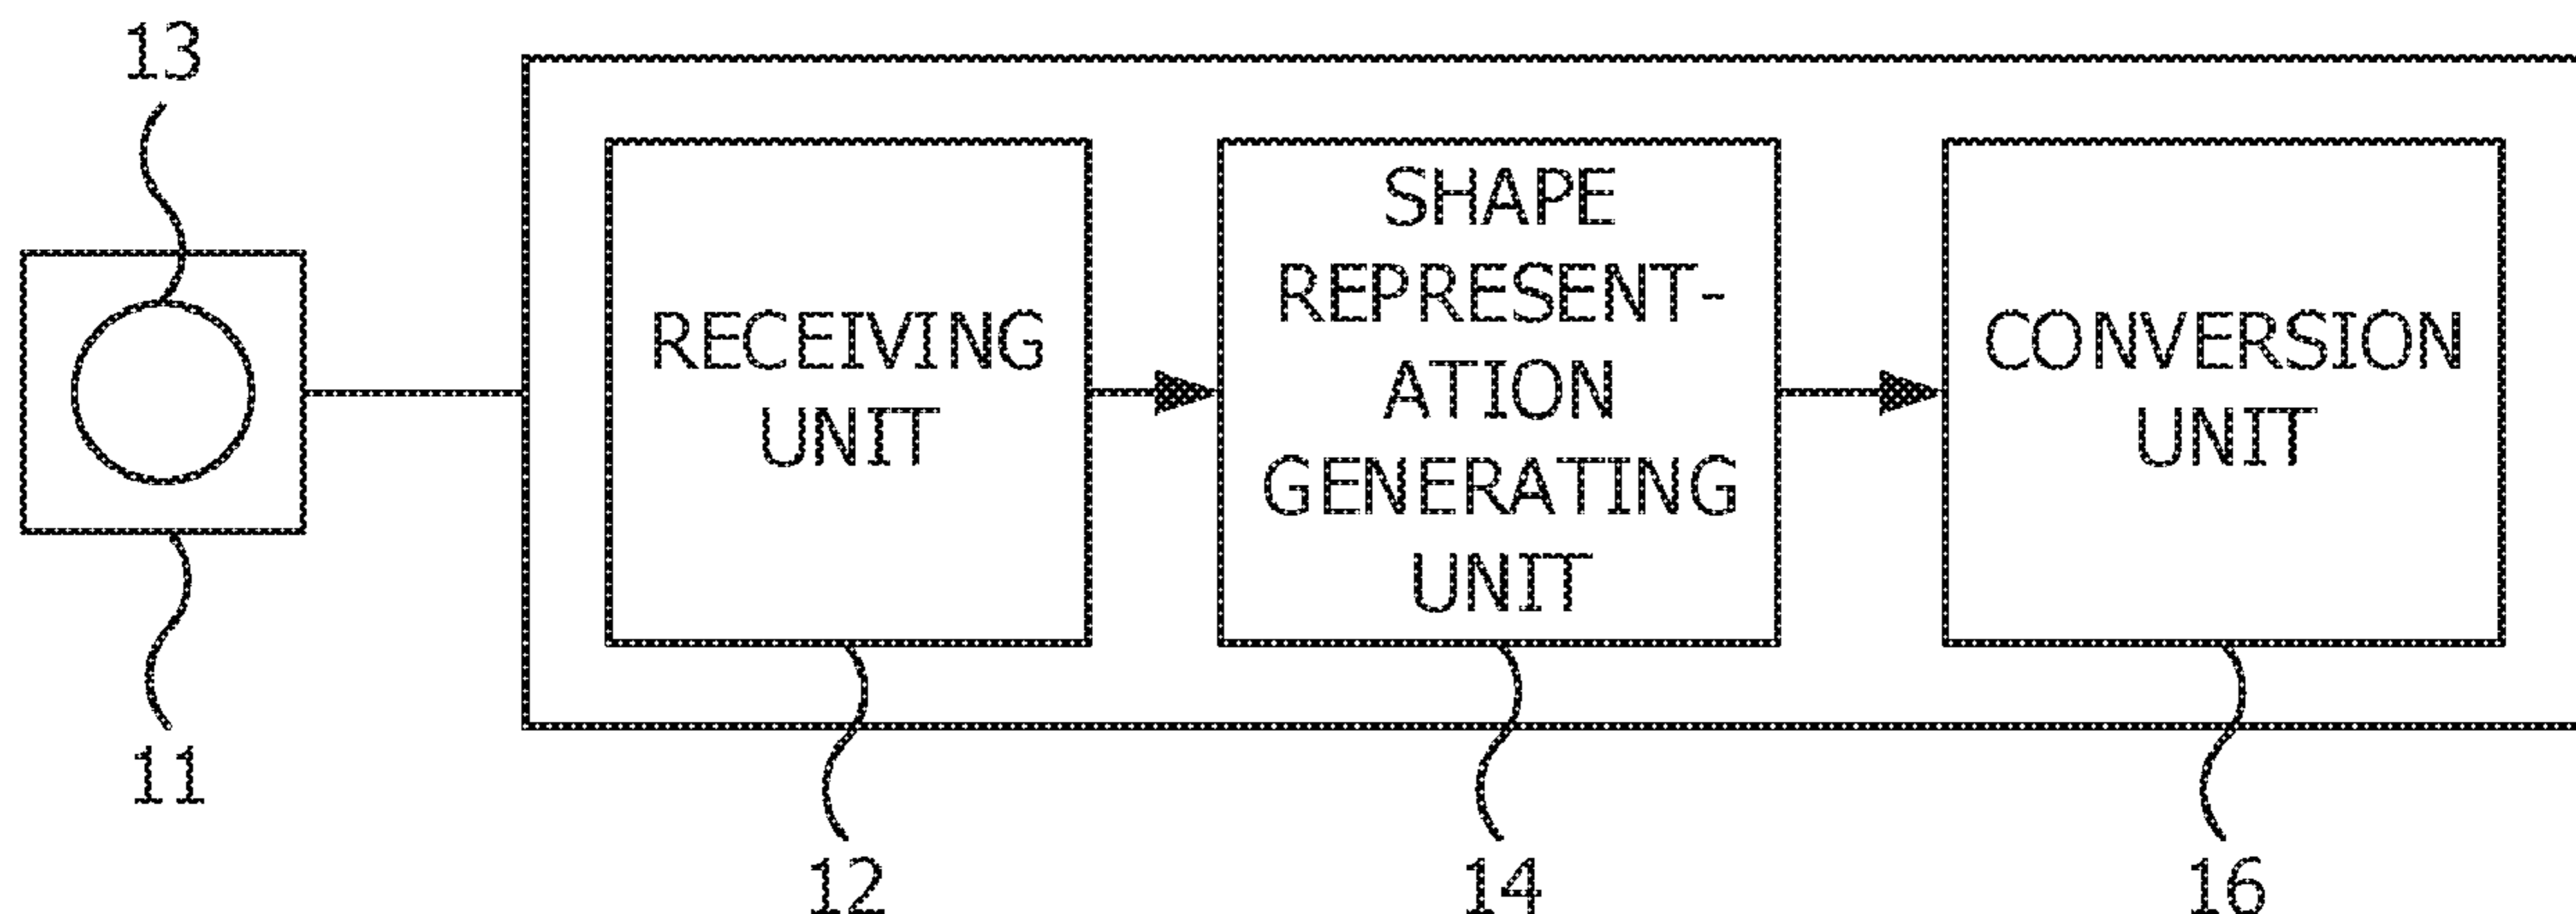 13
RECEIVING
UNIT
SHAPE
REPRESENT-
ATION
GENERATING
UNIT
CONVERSION
UNIT
11
12
14
16